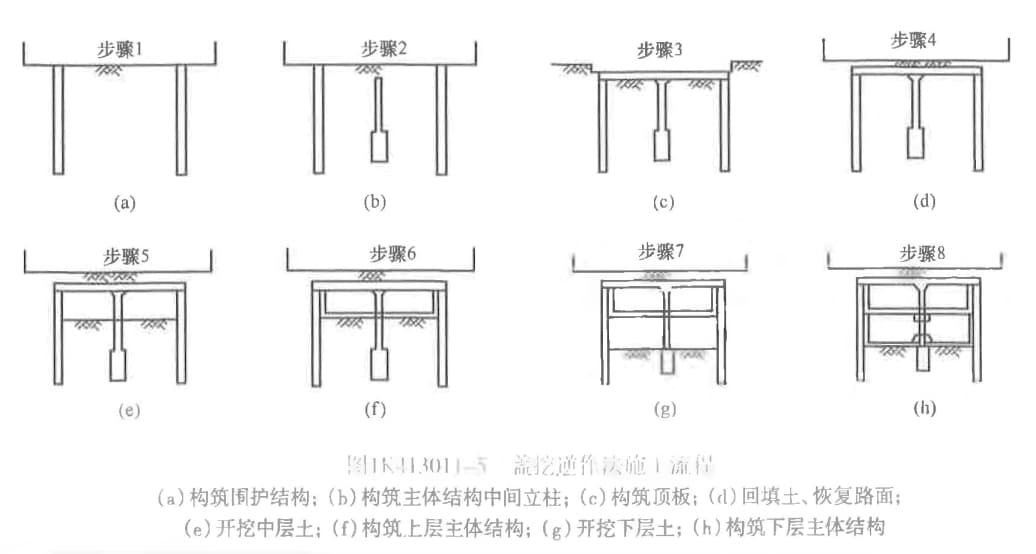 步骤1 步骤2 步骤3 步骤4
(a) (b) (c) (d)
步骤5 步骤6 步骤7 步骤8
(e) (f) (g) (h)
图1K413011-5 盖挖逆作法施工流程
(a)构筑围护结构；(b)构筑主体结构中间立柱；(c)构筑顶板；(d)回填土、恢复路面；
(e)开挖中层土；(f)构筑上层主体结构；(g)开挖下层土；(h)构筑下层主体结构